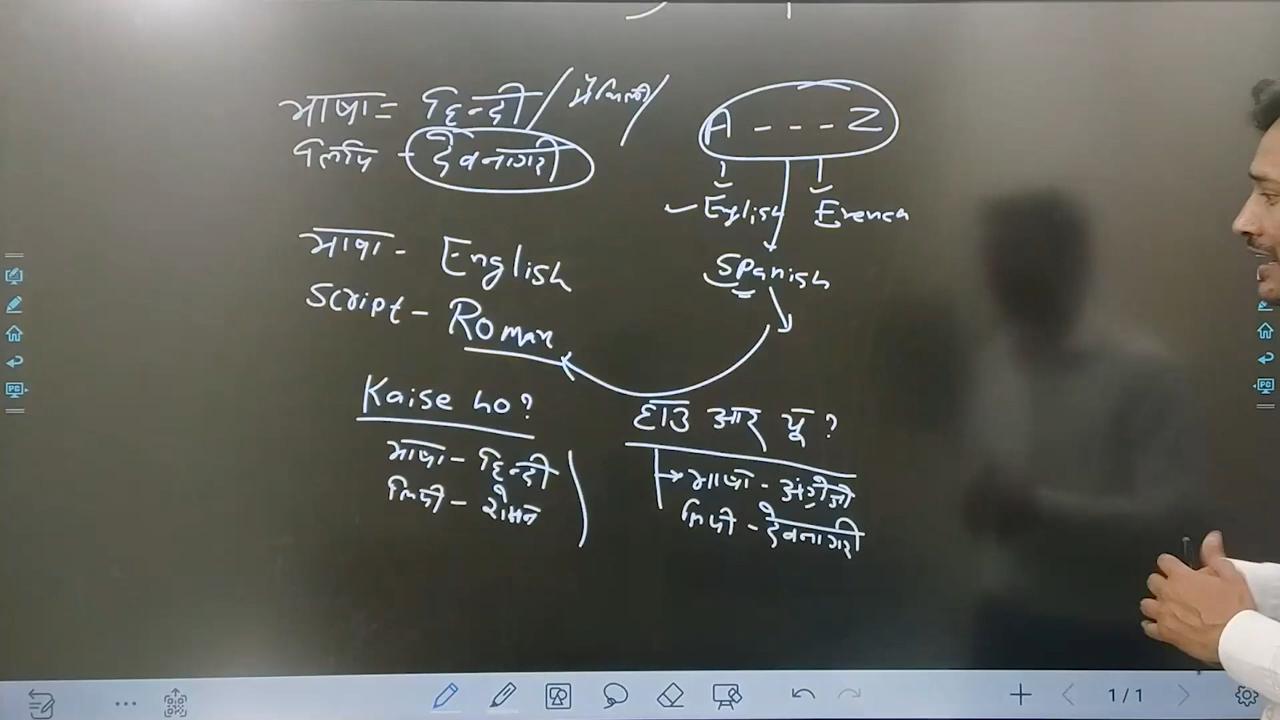 भाषा = हिन्दी / मैथिली /
लिपि - देवनागरी
A - - - Z
English French
Spanish
भाषा - English
Script - Roman
Kaise ho?
भाषा - हिन्दी
लिपी - रोमन
हाउ आर यू ?
भाषा - अंग्रेजी
लिपी - देवनागरी
1 / 1